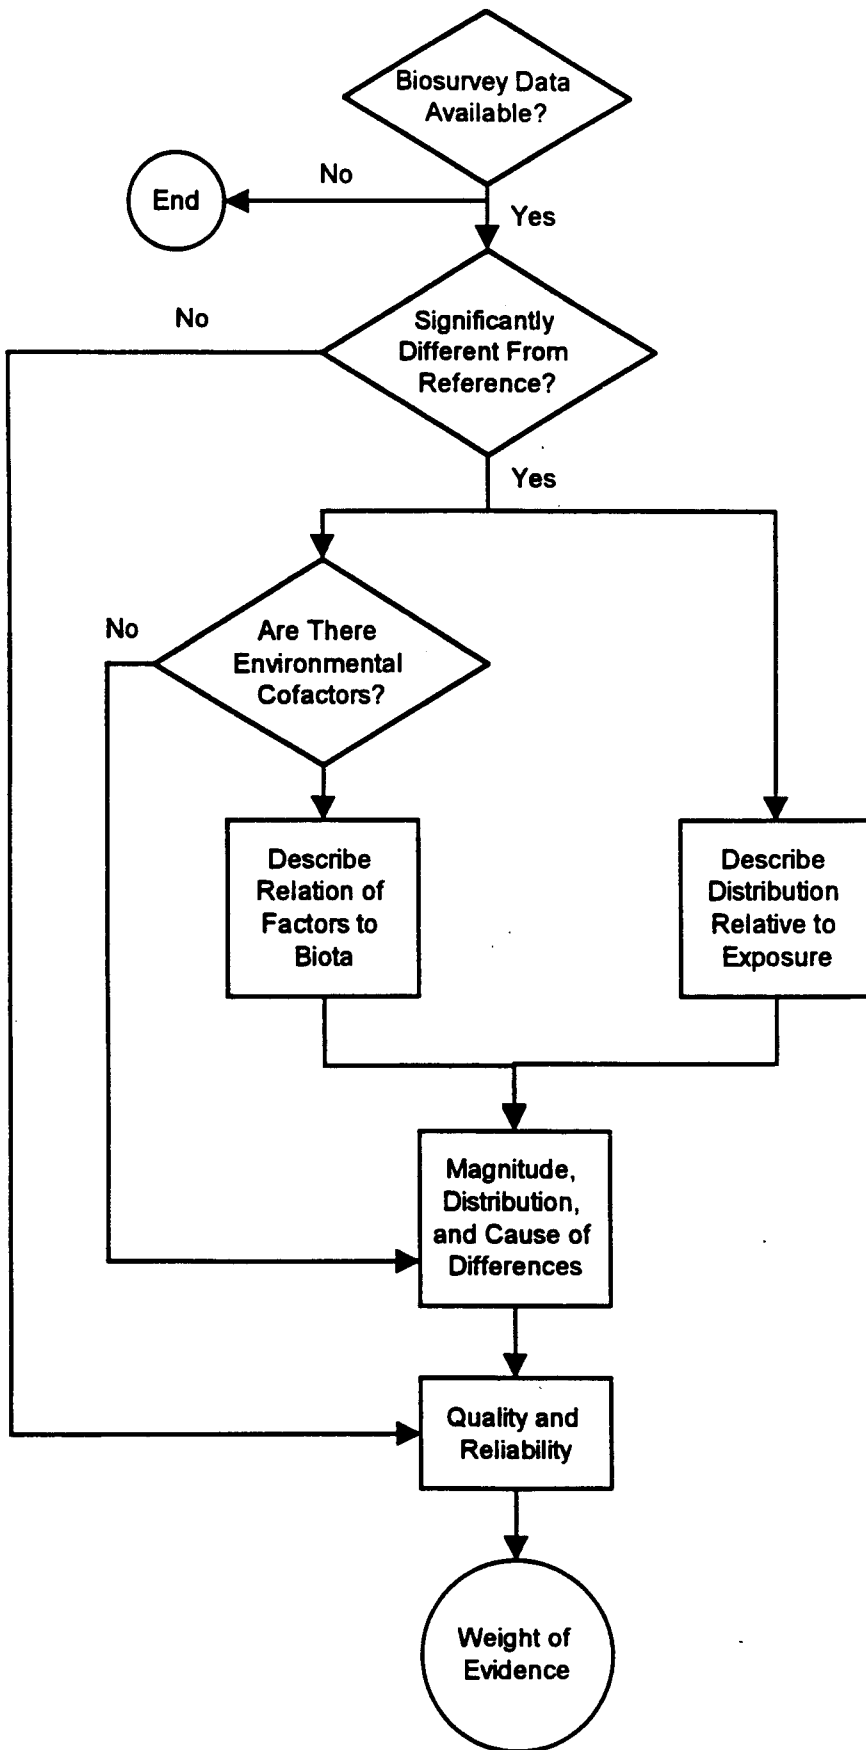 Biosurvey Data
Available?
No
End
Yes
No
Significantly
Different From
Reference?
Yes
No
Are There
Environmental
Cofactors?
Describe
Relation of
Factors to
Biota
Describe
Distribution
Relative to
Exposure
Magnitude,
Distribution,
and Cause of
Differences
Quality and
Reliability
Weight of
Evidence